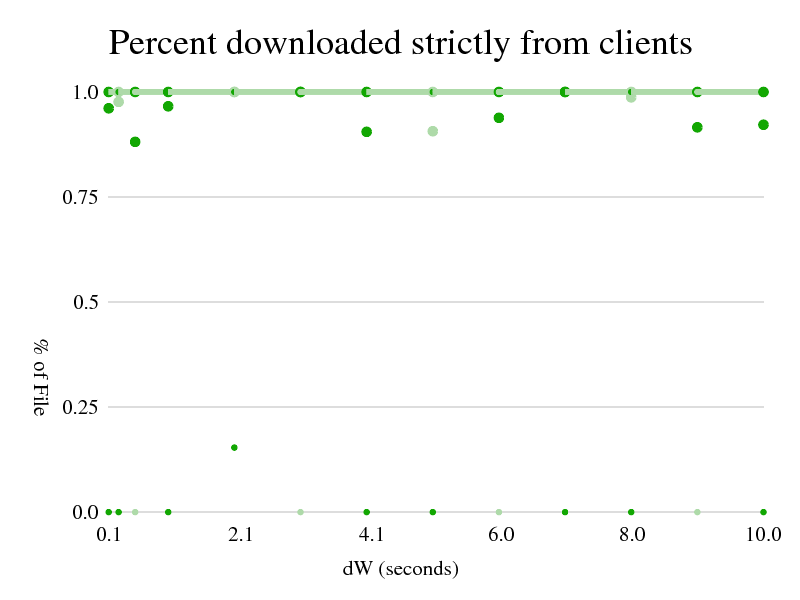 Percent downloaded strictly from clients
1.0
0.75
0.5
0.25
0.0
% of File
0.1 2.1 4.1 6.0 8.0 10.0
dW (seconds)